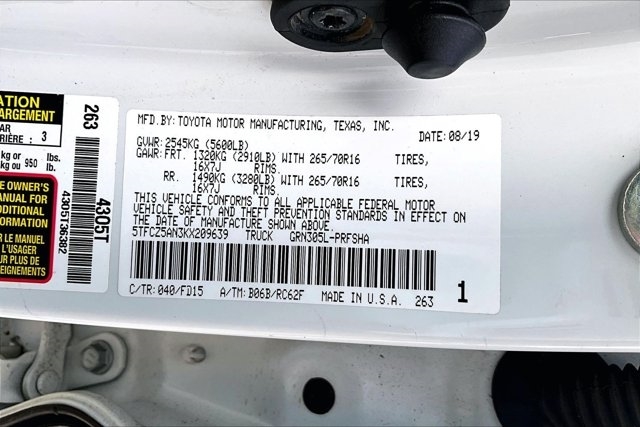 MFD.BY: TOYOTA MOTOR MANUFACTURING, TEXAS, INC.
DATE: 08/19
GVWR: 2545KG (5600LB)
GAWR: FRT. 1320KG (2910LB) WITH 265/70R16 TIRES,
16X7J RIMS.
RR. 1490KG (3280LB) WITH 265/70R16 TIRES,
16X7J RIMS.
THIS VEHICLE CONFORMS TO ALL APPLICABLE FEDERAL MOTOR
VEHICLE SAFETY AND THEFT PREVENTION STANDARDS IN EFFECT ON
THE DATE OF MANUFACTURE SHOWN ABOVE.
5TFCZ5AN3KX209639 TRUCK GRN305L-PRFSHA
C/TR: 040/FD15 A/TM: B06B/RC62F MADE IN U.S.A. 263
1
263
4305T
4305T36392
ATION
ARGEMENT
AR
RIÈRE : 3
kg or lbs.
kg ou 950 lb.
E OWNER'S
ANUAL FOR
DDITIONAL
ORMATION
R LE MANUEL
L'USAGER
UR PLUS DE
EIGNEMENTS